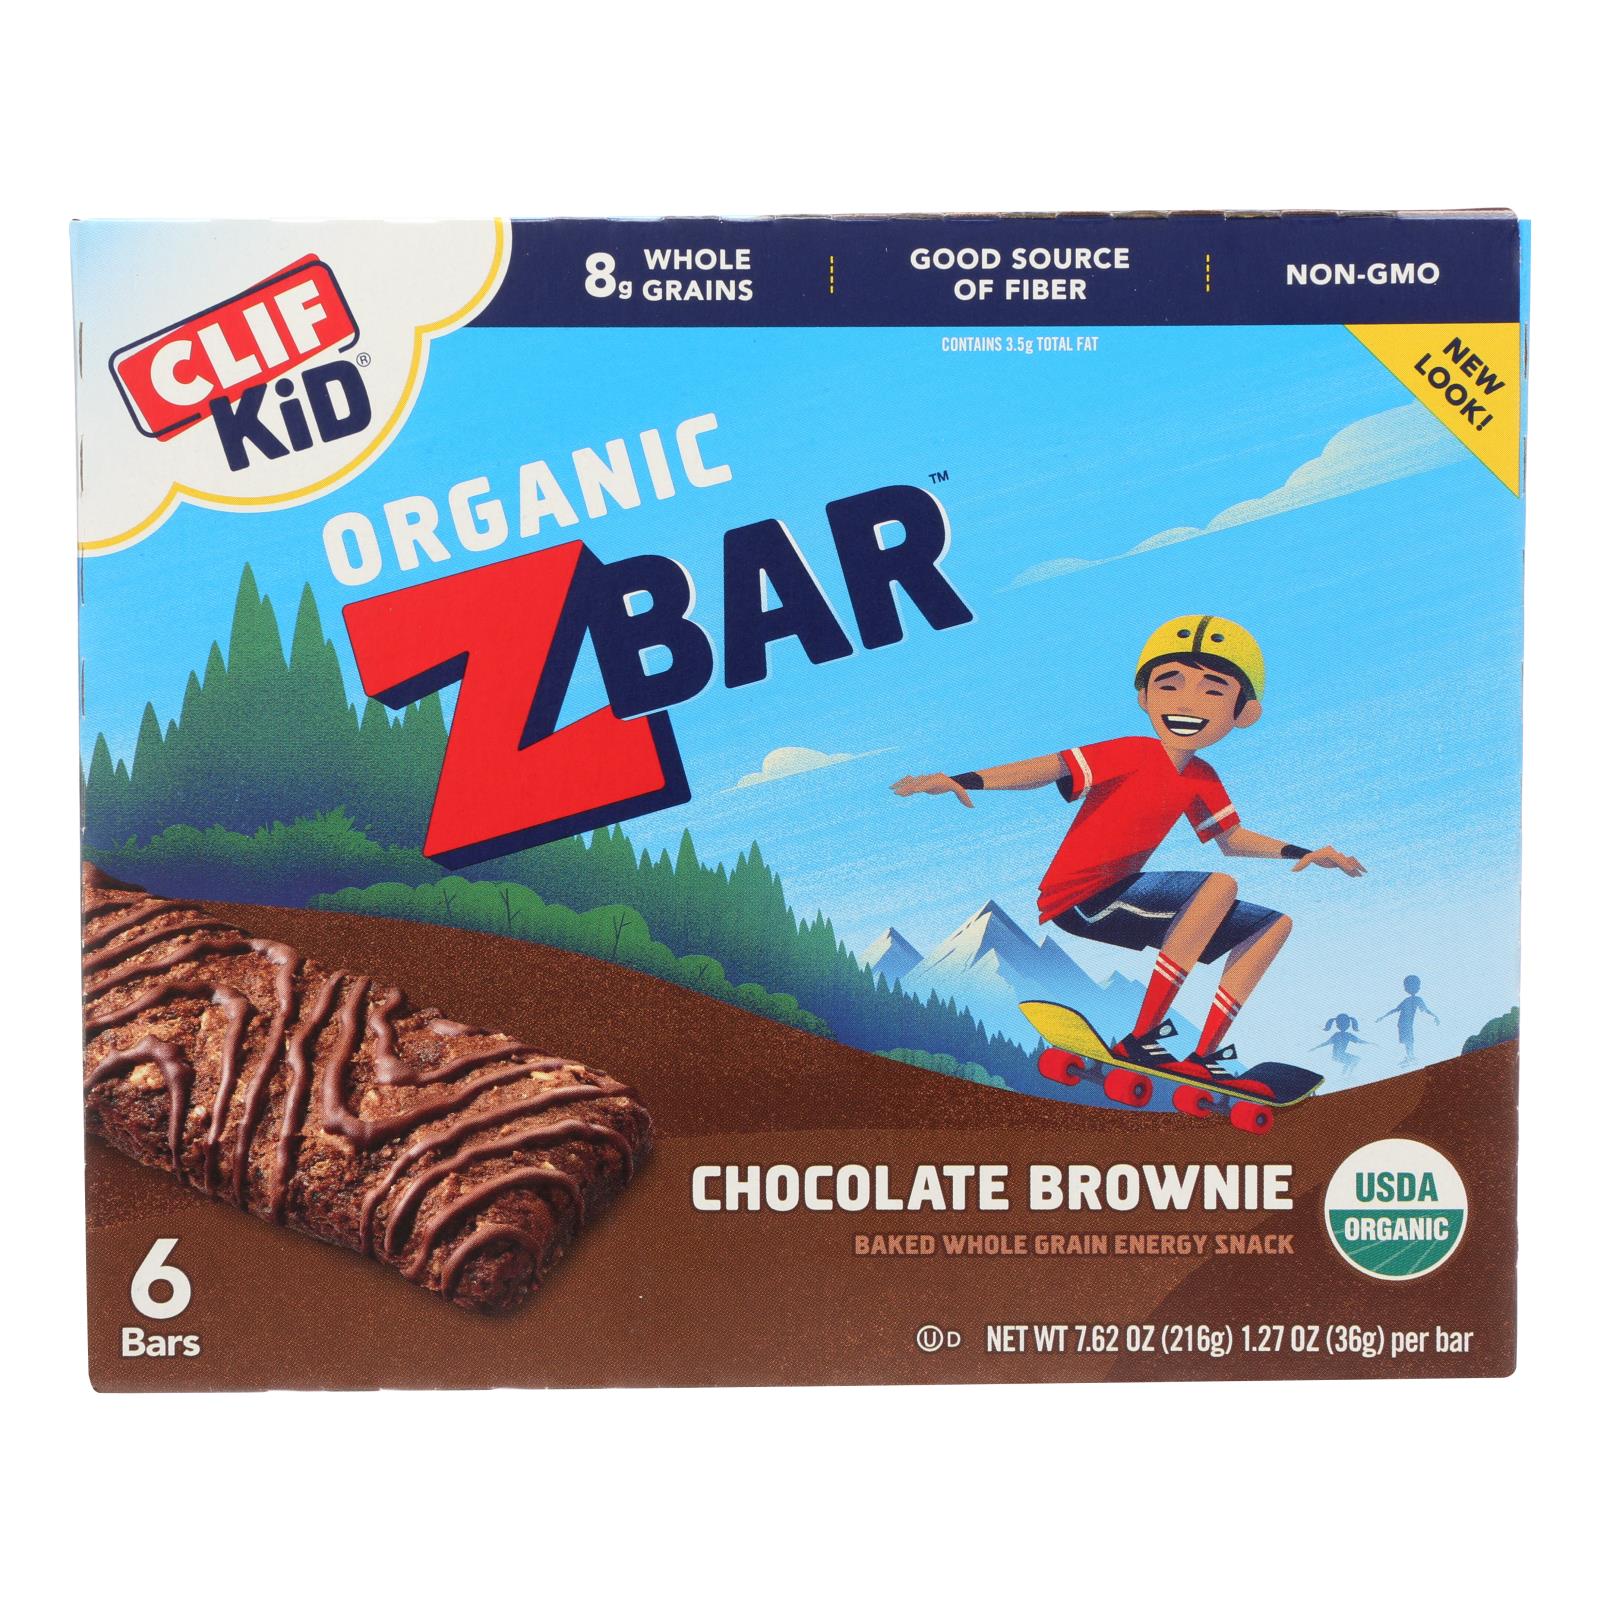 CLIF
KiD®
8g WHOLE
GRAINS
GOOD SOURCE
OF FIBER
NON-GMO
CONTAINS 3.5g TOTAL FAT
NEW
LOOK!
ORGANIC
ZBAR™
CHOCOLATE BROWNIE
BAKED WHOLE GRAIN ENERGY SNACK
USDA
ORGANIC
6
Bars
U D NET WT 7.62 OZ (216g) 1.27 OZ (36g) per bar